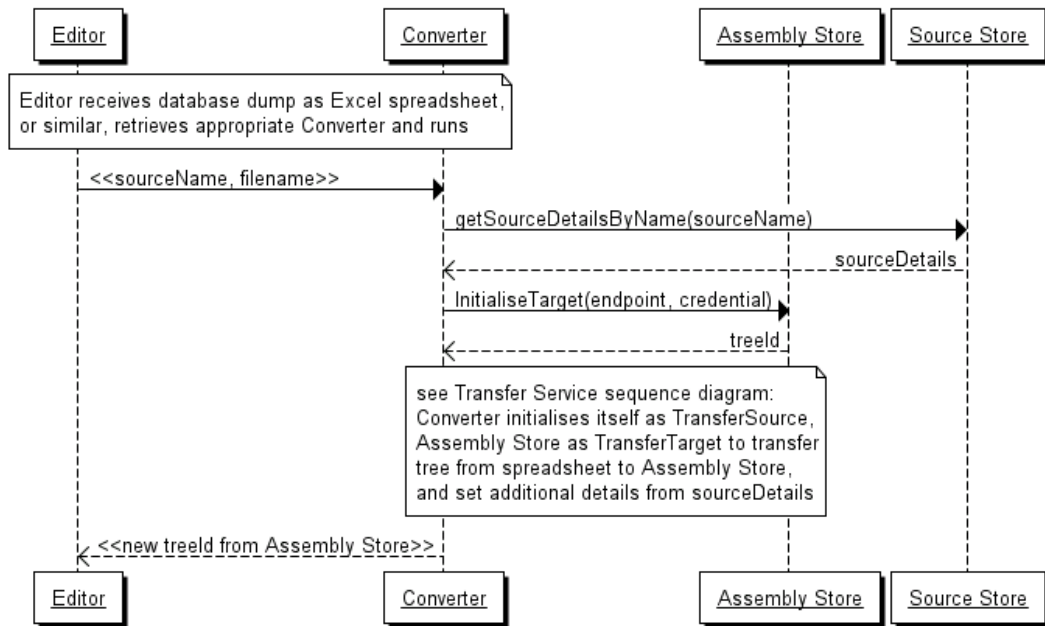 Editor
Converter
Assembly Store
Source Store
Editor receives database dump as Excel spreadsheet,
or similar, retrieves appropriate Converter and runs
<<sourceName, filename>>
getSourceDetailsByName(sourceName)
sourceDetails
InitialiseTarget(endpoint, credential)
treeId
see Transfer Service sequence diagram:
Converter initialises itself as TransferSource,
Assembly Store as TransferTarget to transfer
tree from spreadsheet to Assembly Store,
and set additional details from sourceDetails
<<new treeId from Assembly Store>>
Editor
Converter
Assembly Store
Source Store